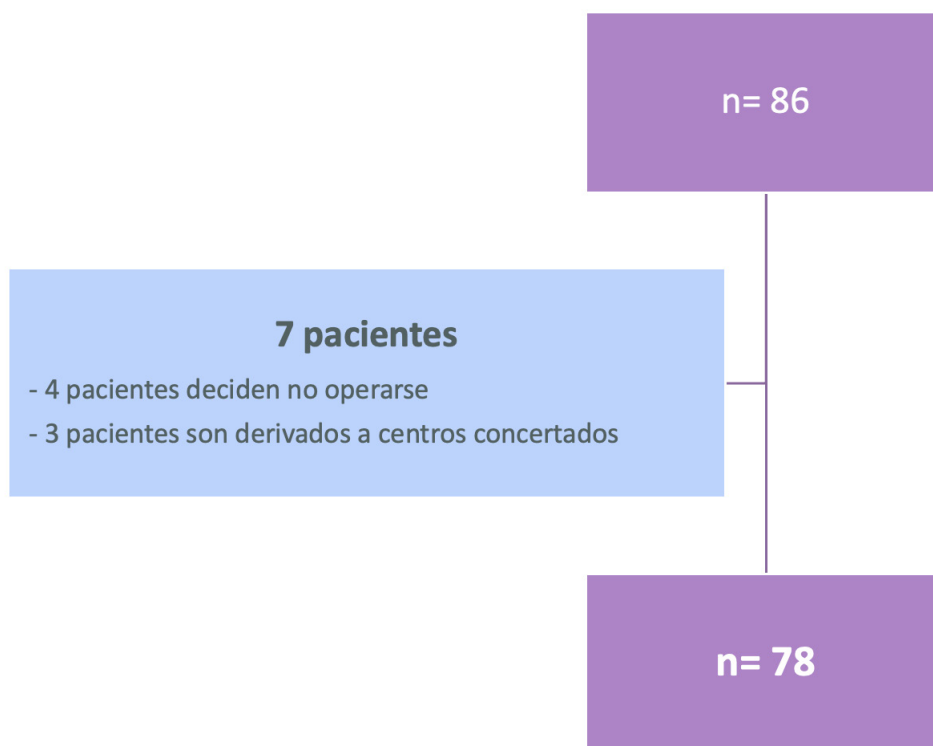 n= 86
7 pacientes
- 4 pacientes deciden no operarse
- 3 pacientes son derivados a centros concertados
n= 78